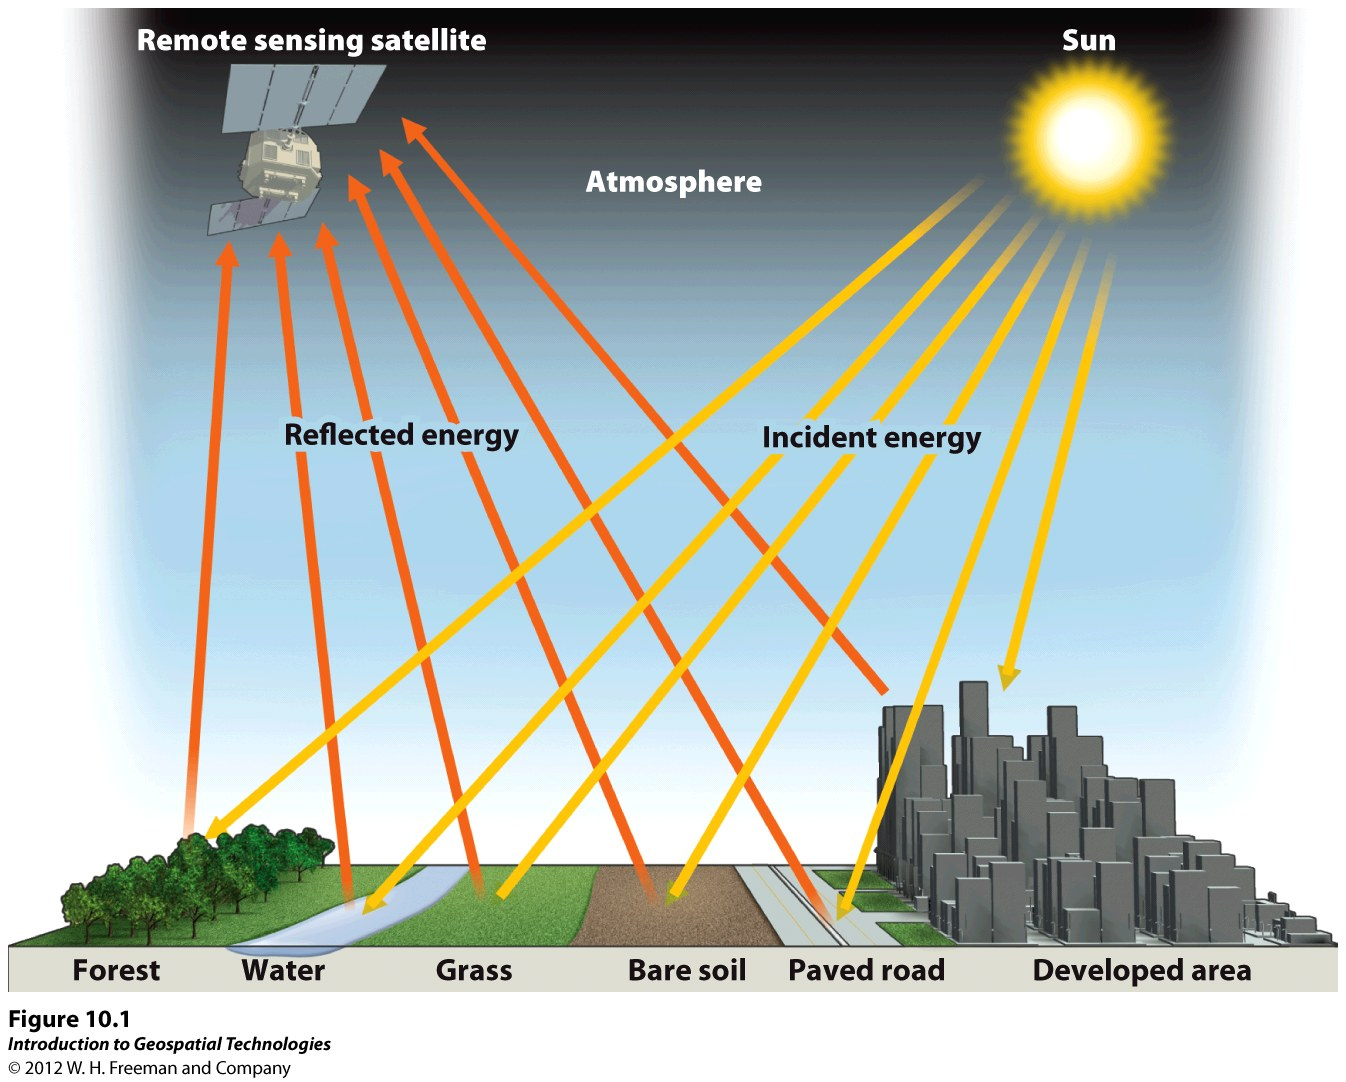 Remote sensing satellite
Sun
Atmosphere
Reflected energy
Incident energy
Forest
Water
Grass
Bare soil
Paved road
Developed area
Figure 10.1
Introduction to Geospatial Technologies
© 2012 W. H. Freeman and Company